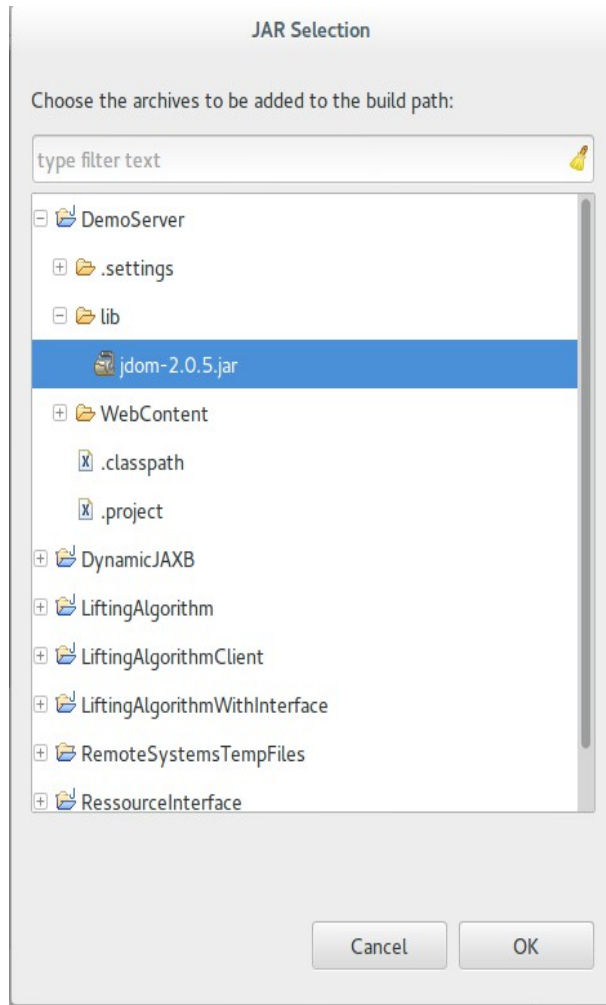 JAR Selection
Choose the archives to be added to the build path:
type filter text
DemoServer
.settings
lib
jdom-2.0.5.jar
WebContent
.classpath
.project
DynamicJAXB
LiftingAlgorithm
LiftingAlgorithmClient
LiftingAlgorithmWithInterface
RemoteSystemsTempFiles
RessourceInterface
Cancel OK